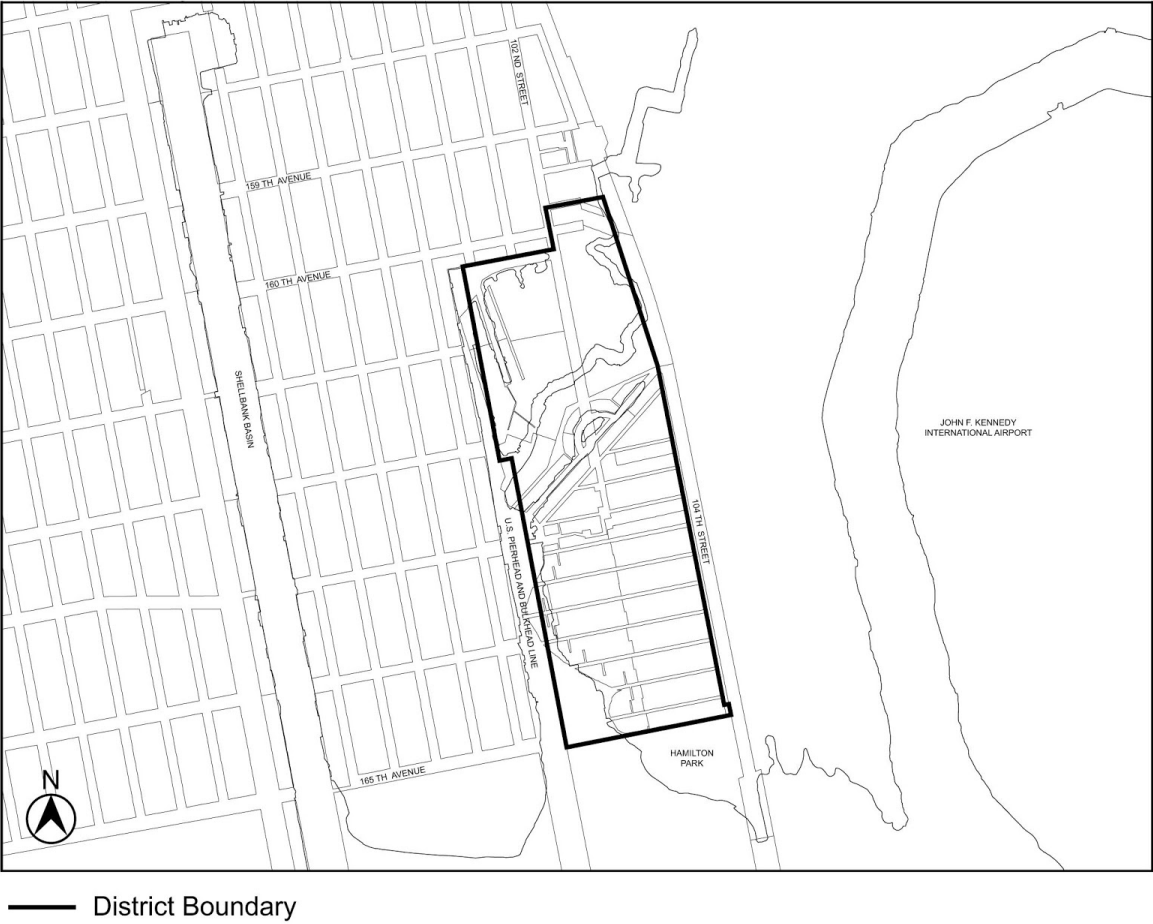 102 ND STREET
159 TH AVENUE
160 TH AVENUE
SHELLBANK BASIN
JOHN F. KENNEDY
INTERNATIONAL AIRPORT
104 TH STREET
U.S. PIERHEAD AND BULKHEAD LINE
HAMILTON
PARK
165 TH AVENUE
N
District Boundary